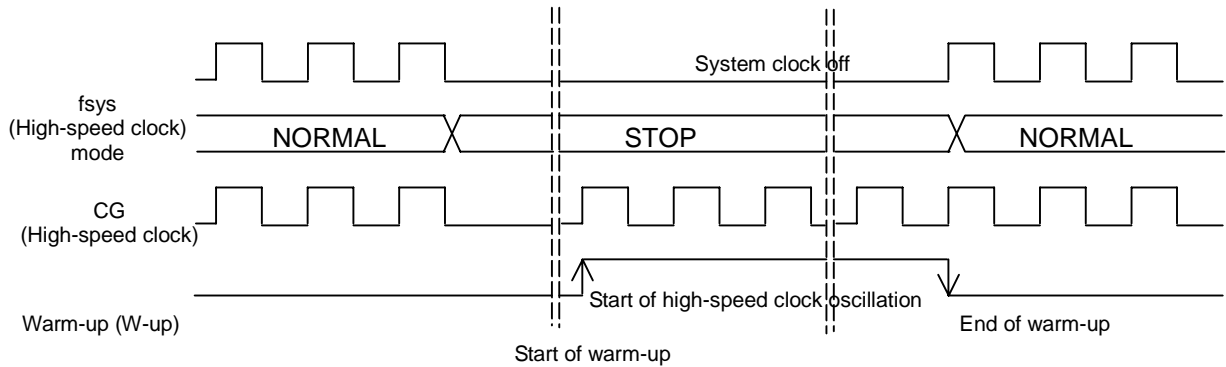 System clock off
fsys
(High-speed clock)
mode
NORMAL
STOP
NORMAL
CG
(High-speed clock)
Start of high-speed clock oscillation
Warm-up (W-up)
End of warm-up
Start of warm-up